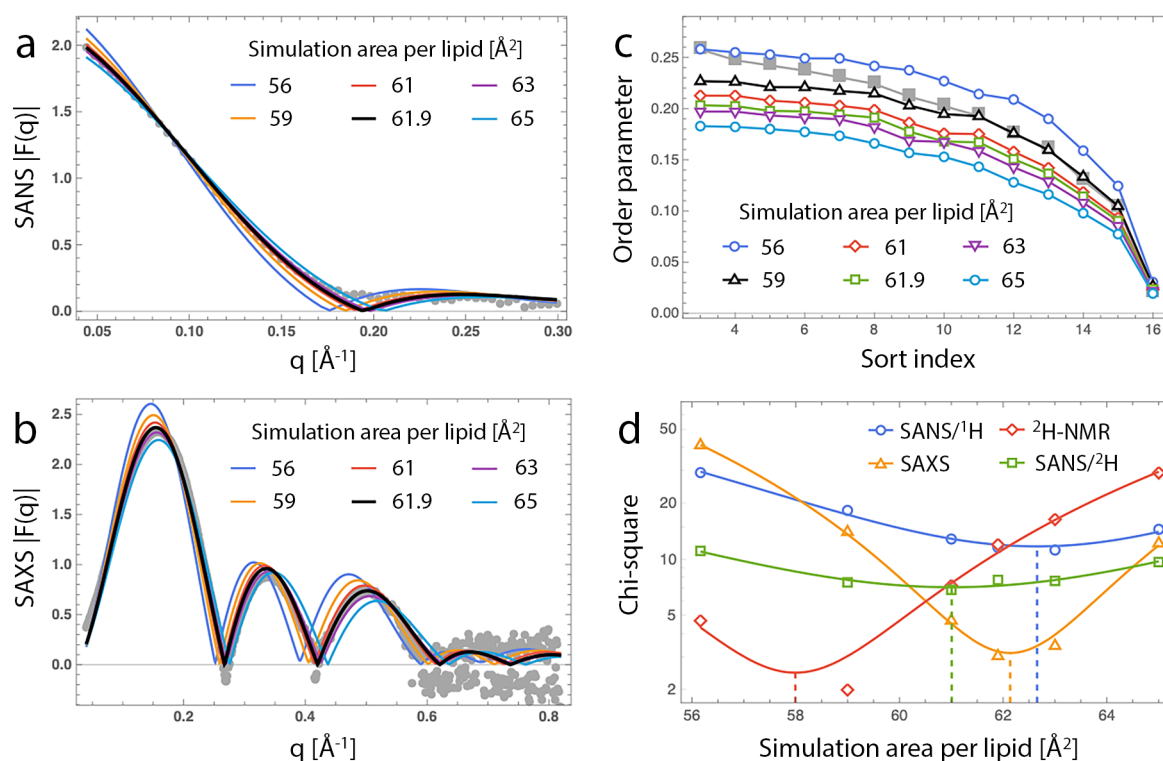 a
SANS |F(q)|
2.0
1.5
1.0
0.5
0.0
Simulation area per lipid [Å²]
56 61 63
59 61.9 65
0.05 0.10 0.15 0.20 0.25 0.30
q [Å⁻¹]
b
SAXS |F(q)|
2.5
2.0
1.5
1.0
0.5
0.0
Simulation area per lipid [Å²]
56 61 63
59 61.9 65
0.2 0.4 0.6 0.8
q [Å⁻¹]
c
Order parameter
0.25
0.20
0.15
0.10
0.05
0.00
Simulation area per lipid [Å²]
56 61 63
59 61.9 65
4 6 8 10 12 14 16
Sort index
d
Chi-square
50
20
10
5
2
SANS/¹H ²H-NMR
SAXS SANS/²H
56 58 60 62 64
Simulation area per lipid [Å²]